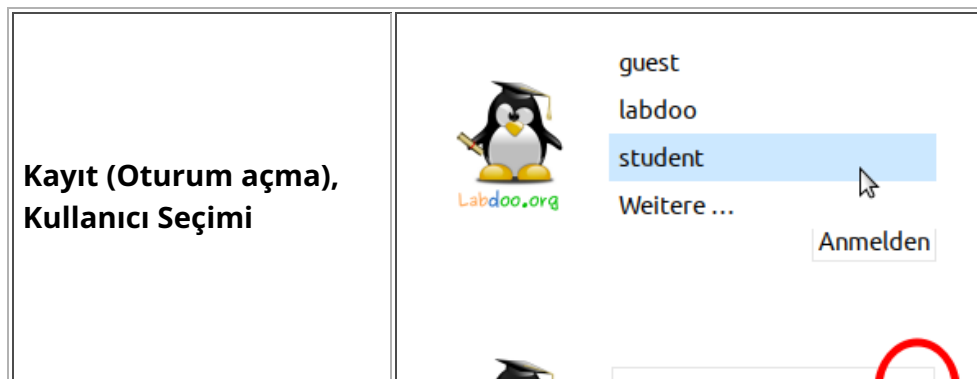 Kayıt (Oturum açma),
Kullanıcı Seçimi
guest
labdoo
student
Weitere ...
Anmelden
Labdoo.org